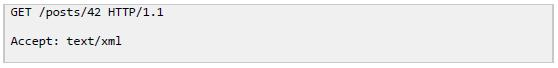 GET /posts/42 HTTP/1.1
Accept: text/xml